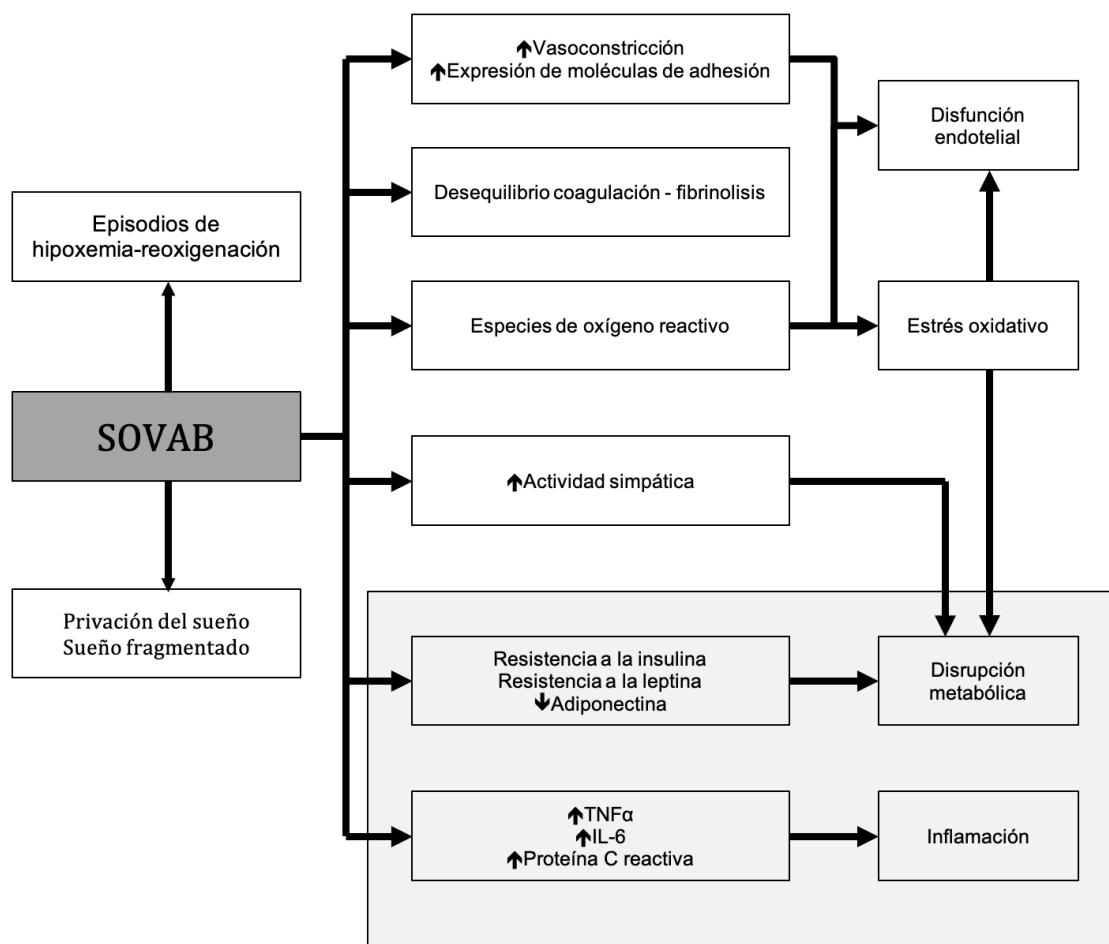 ↑Vasoconstricción
↑Expresión de moléculas de adhesión
Disfunción
endotelial
Desequilibrio coagulación - fibrinolisis
Episodios de
hipoxemia-reoxigenación
Especies de oxígeno reactivo
Estrés oxidativo
SOVAB
↑Actividad simpática
Privación del sueño
Sueño fragmentado
Resistencia a la insulina
Resistencia a la leptina
↓Adiponectina
Disrupción
metabólica
↑TNFα
↑IL-6
↑Proteína C reactiva
Inflamación